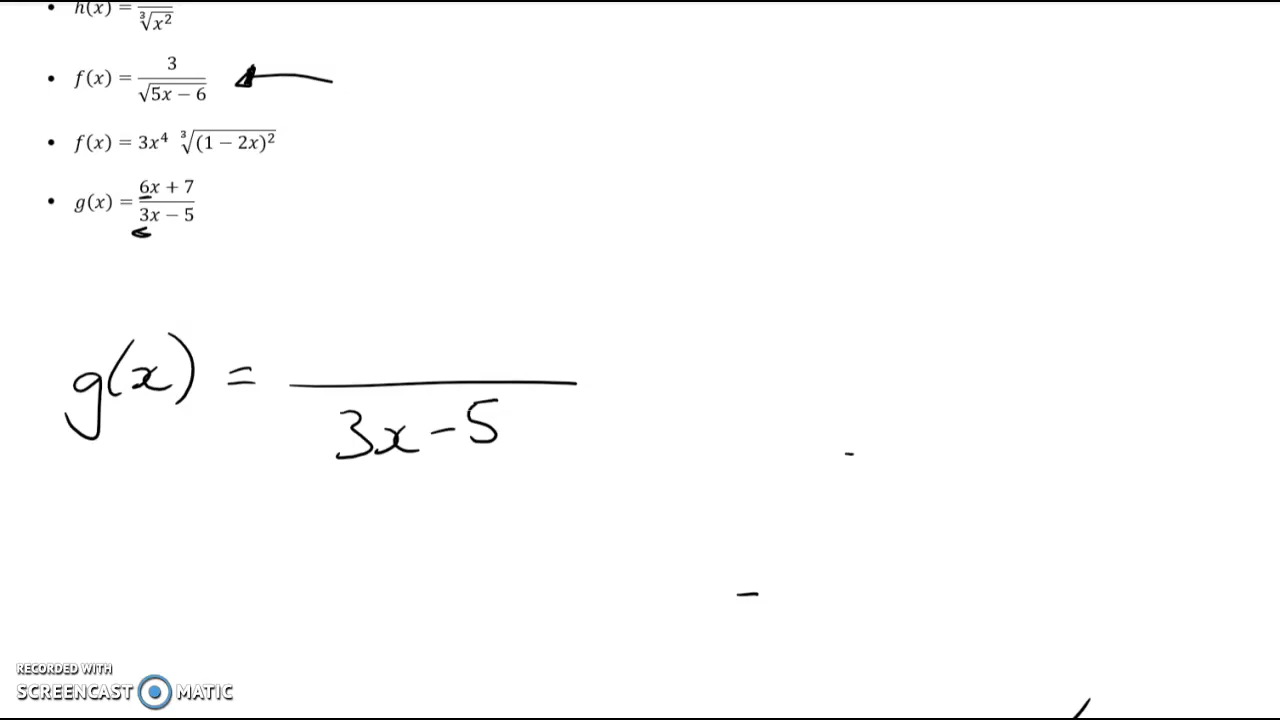 • h(x) = ∛x²
• f(x) = 3/√(5x − 6)
• f(x) = 3x⁴ ∛(1 − 2x)²
• g(x) = (6x + 7)/(3x − 5)
g(x) = /(3x − 5)
RECORDED WITH
SCREENCAST MATIC